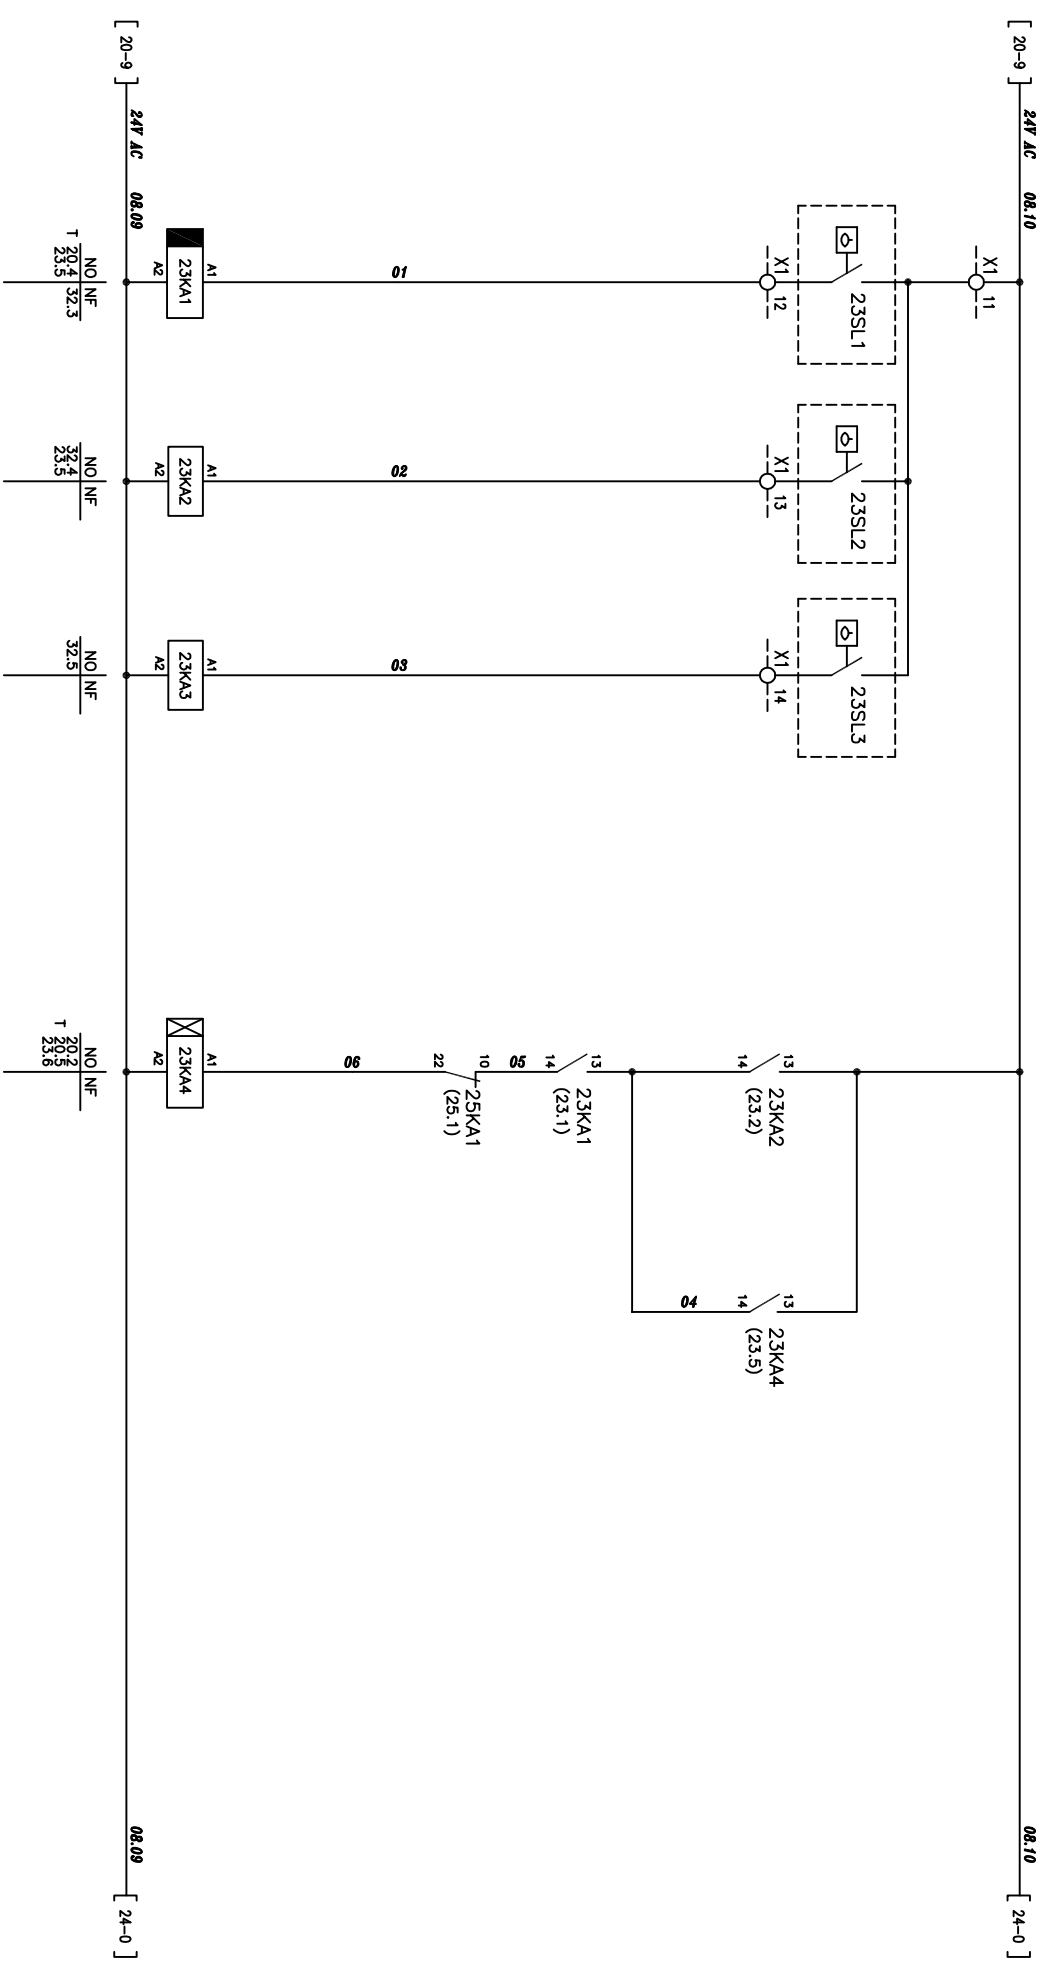 [ 20-9 ] 24V AC 08.10 08.10 [ 24-0 ]
X1 11
23SL1
23SL2
23SL3
X1 12
X1 13
X1 14
13
14
23KA2
(23.2)
13
14
23KA4
(23.5)
04
13
14
23KA1
(23.1)
05
10
22
25KA1
(25.1)
01
02
03
06
A1
23KA1
A2
A1
23KA2
A2
A1
23KA3
A2
A1
23KA4
A2
[ 20-9 ] 24V AC 08.09 08.09 [ 24-0 ]
NO NF
T 20.4 32.3
23.5
NO NF
32.4
23.5
NO NF
32.5
NO NF
20.2
T 20.5
23.6